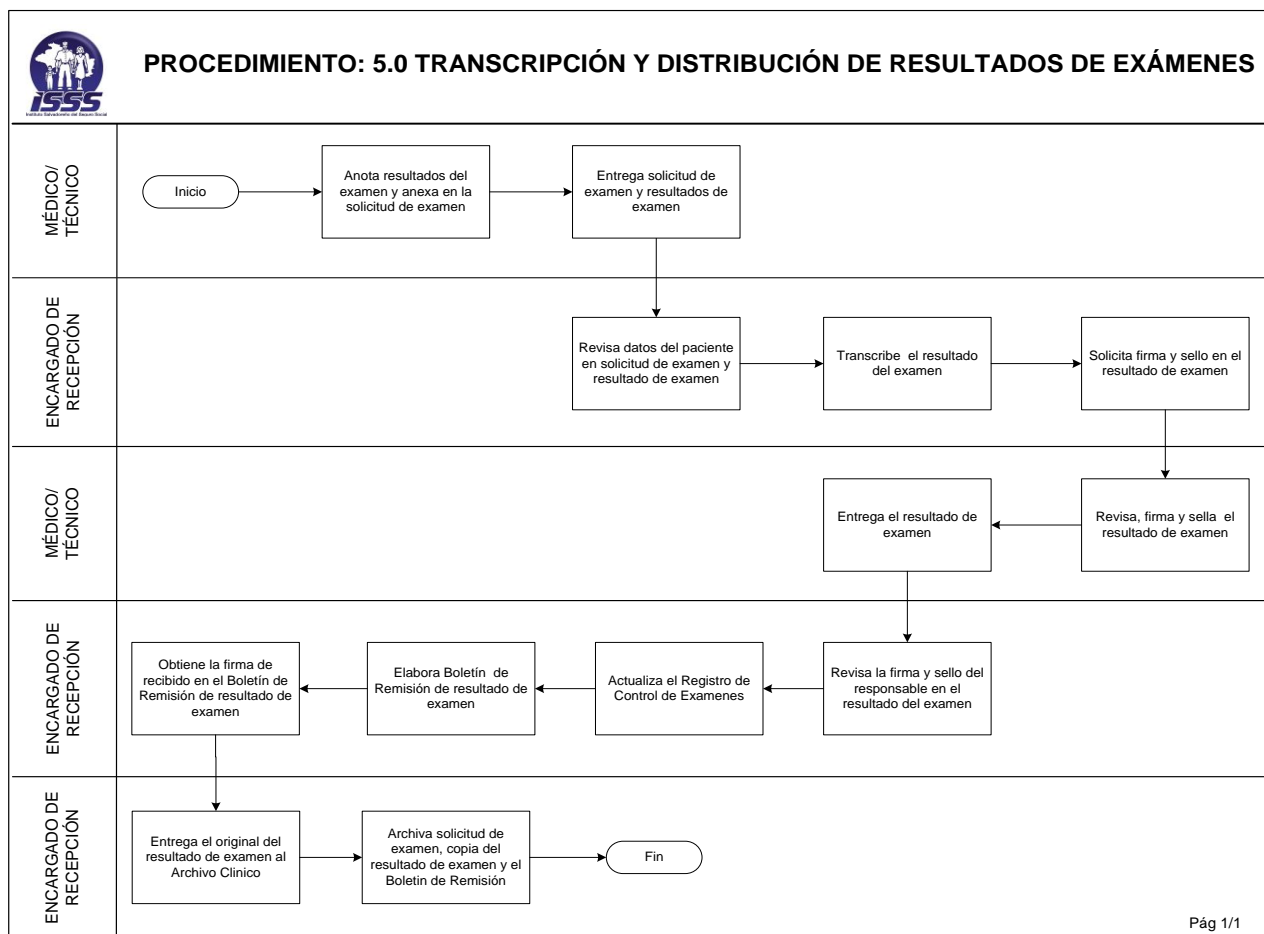 PROCEDIMIENTO: 5.0 TRANSCRIPCIÓN Y DISTRIBUCIÓN DE RESULTADOS DE EXÁMENES
ISSS
Instituto Salvadoreño del Seguro Social
MÉDICO/
TÉCNICO
Inicio
Anota resultados del
examen y anexa en la
solicitud de examen
Entrega solicitud de
examen y resultados de
examen
ENCARGADO DE
RECEPCIÓN
Revisa datos del paciente
en solicitud de examen y
resultado de examen
Transcribe el resultado
del examen
Solicita firma y sello en el
resultado de examen
MÉDICO/
TÉCNICO
Entrega el resultado de
examen
Revisa, firma y sella el
resultado de examen
ENCARGADO DE
RECEPCIÓN
Obtiene la firma de
recibido en el Boletín de
Remisión de resultado de
examen
Elabora Boletín de
Remisión de resultado de
examen
Actualiza el Registro de
Control de Examenes
Revisa la firma y sello del
responsable en el
resultado del examen
ENCARGADO DE
RECEPCIÓN
Entrega el original del
resultado de examen al
Archivo Clinico
Archiva solicitud de
examen, copia del
resultado de examen y el
Boletin de Remisión
Fin
Pág 1/1